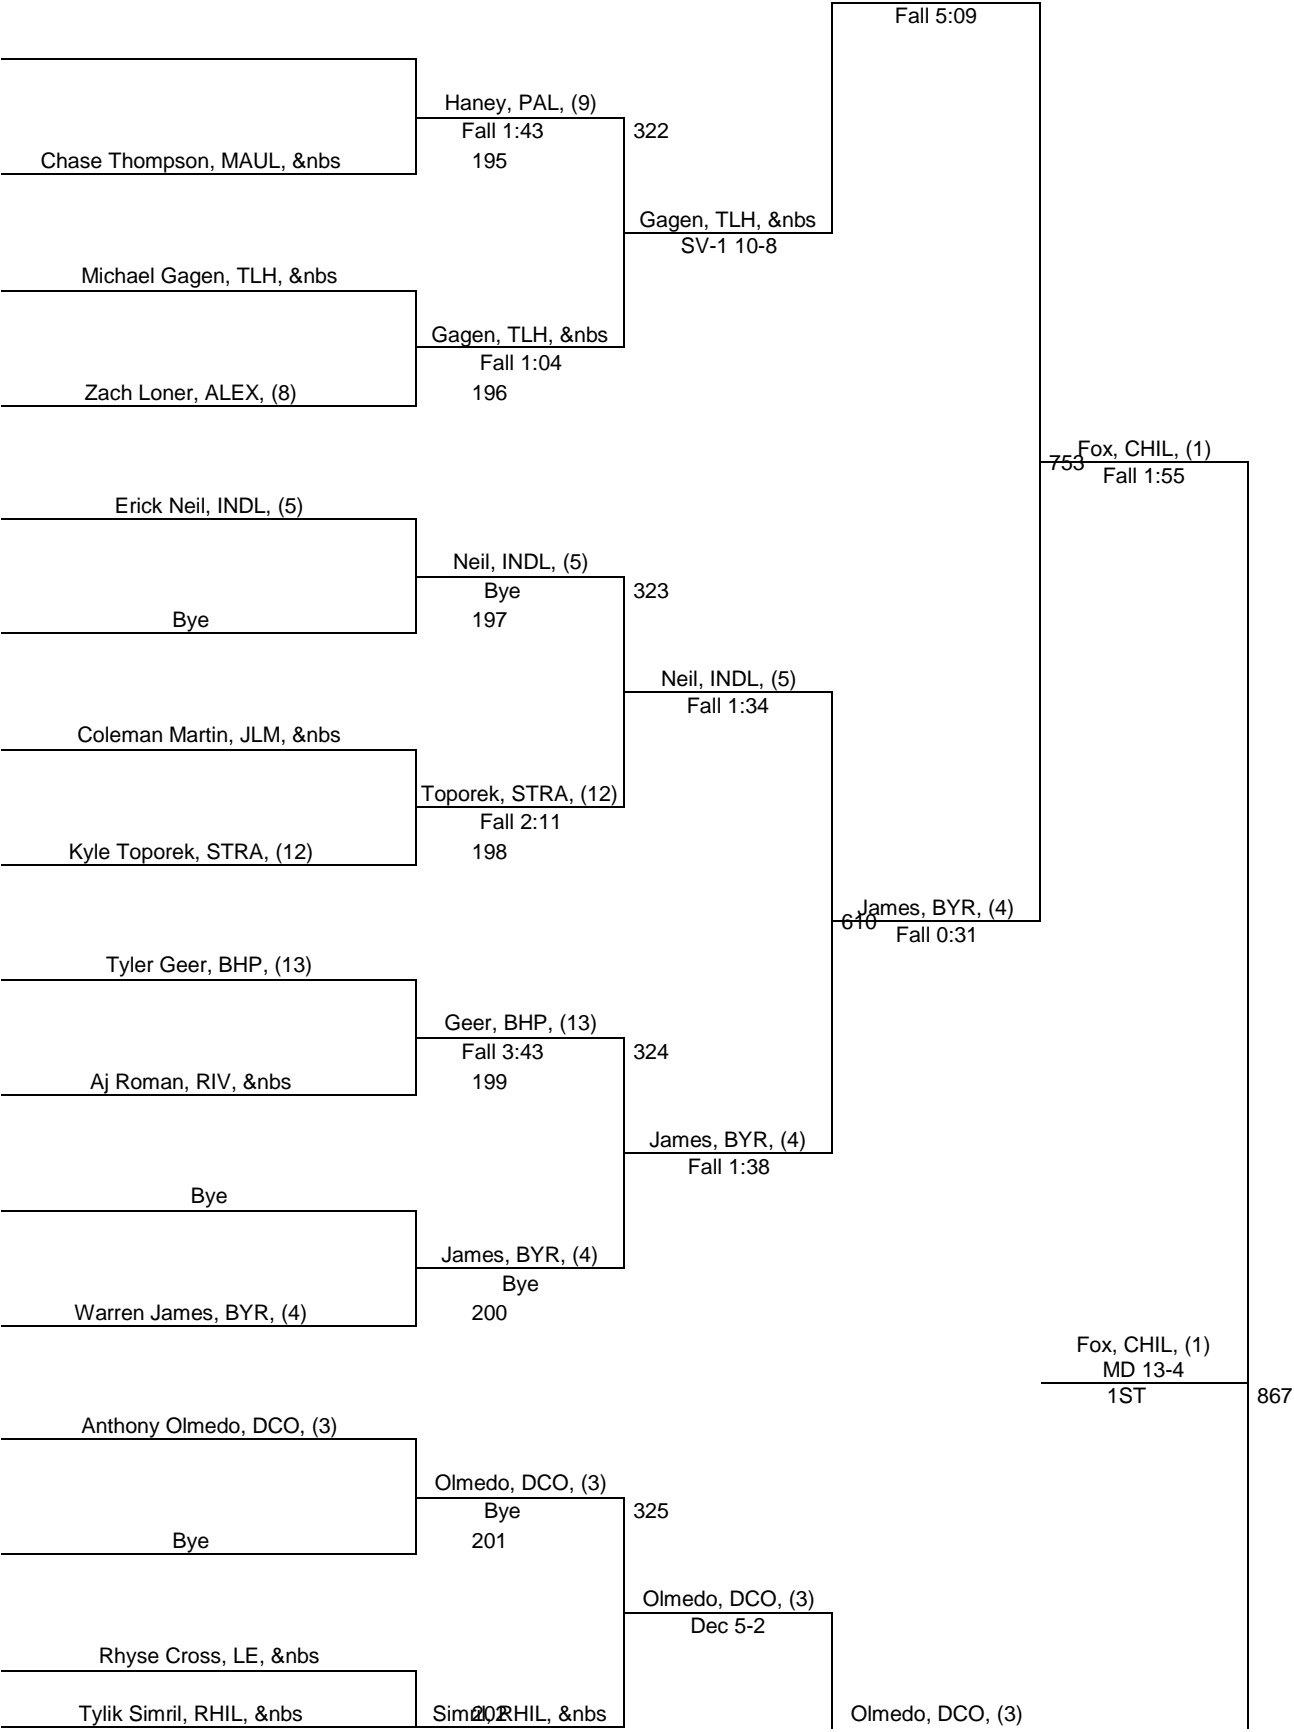 Fall 5:09
Haney, PAL, (9)
Fall 1:43
322
Chase Thompson, MAUL, &nbs
195
Gagen, TLH, &nbs
SV-1 10-8
Michael Gagen, TLH, &nbs
Gagen, TLH, &nbs
Fall 1:04
Zach Loner, ALEX, (8)
196
Fox, CHIL, (1)
753
Fall 1:55
Erick Neil, INDL, (5)
Neil, INDL, (5)
Bye
323
Bye
197
Neil, INDL, (5)
Fall 1:34
Coleman Martin, JLM, &nbs
Toporek, STRA, (12)
Fall 2:11
Kyle Toporek, STRA, (12)
198
James, BYR, (4)
610
Fall 0:31
Tyler Geer, BHP, (13)
Geer, BHP, (13)
Fall 3:43
324
Aj Roman, RIV, &nbs
199
James, BYR, (4)
Fall 1:38
Bye
James, BYR, (4)
Bye
Warren James, BYR, (4)
200
Fox, CHIL, (1)
MD 13-4
1ST
867
Anthony Olmedo, DCO, (3)
Olmedo, DCO, (3)
Bye
325
Bye
201
Olmedo, DCO, (3)
Dec 5-2
Rhyse Cross, LE, &nbs
Tylik Simril, RHIL, &nbs
Simril, RHIL, &nbs
202
Olmedo, DCO, (3)